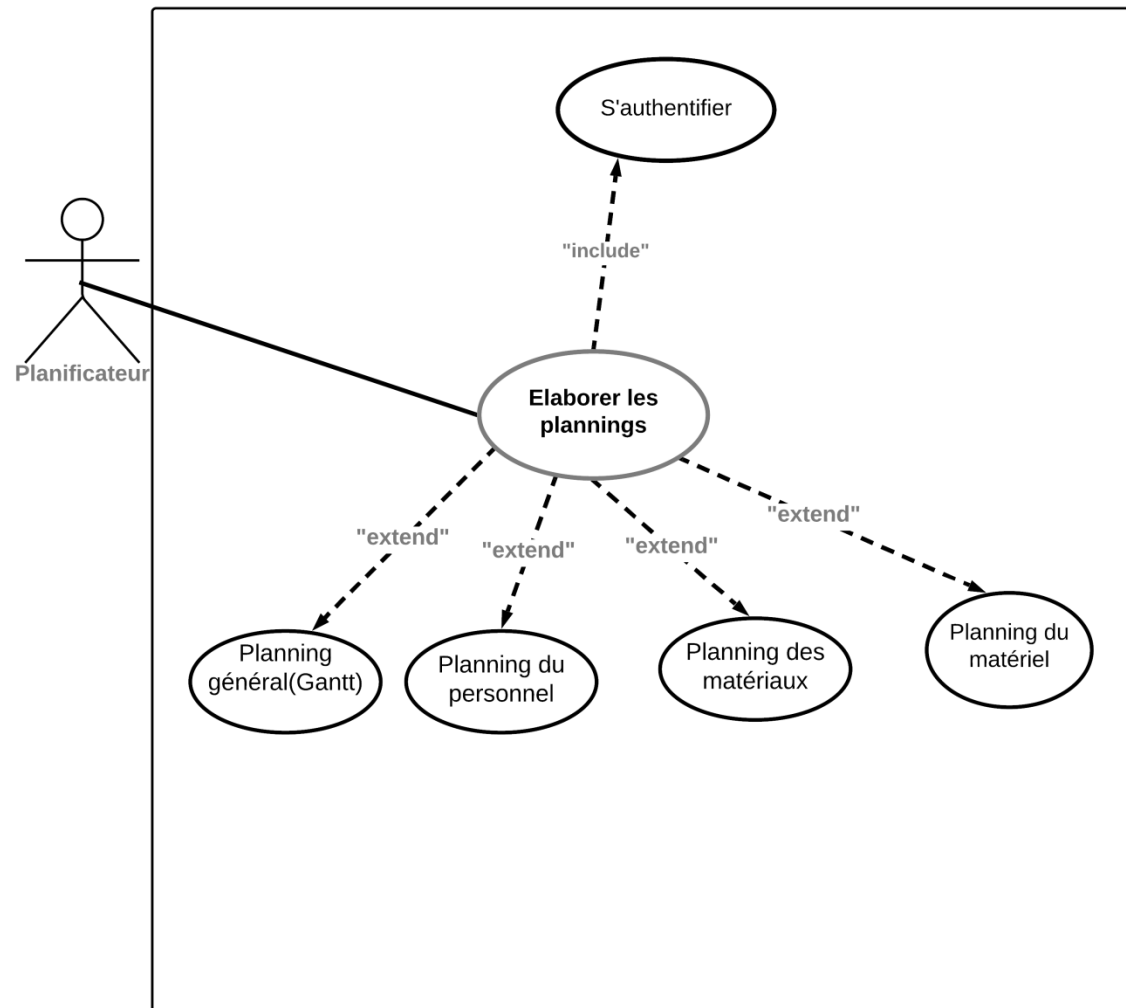 S'authentifier
"include"
Planificateur
Elaborer les
plannings
"extend"
"extend"
"extend"
"extend"
Planning
général(Gantt)
Planning du
personnel
Planning des
matériaux
Planning du
matériel